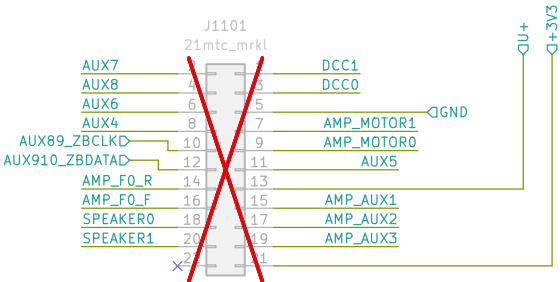 J1101
21mtc_mrkl
U+
+3V3
AUX7 DCC1
AUX8 4 3 DCC0
AUX6 6 5 GND
AUX4 8 7 AMP_MOTOR1
AUX89_ZBCLK 10 9 AMP_MOTOR0
AUX910_ZBDATA 12 11 AUX5
AMP_F0_R 14 13
AMP_F0_F 16 15 AMP_AUX1
SPEAKER0 18 17 AMP_AUX2
SPEAKER1 20 19 AMP_AUX3
22 21